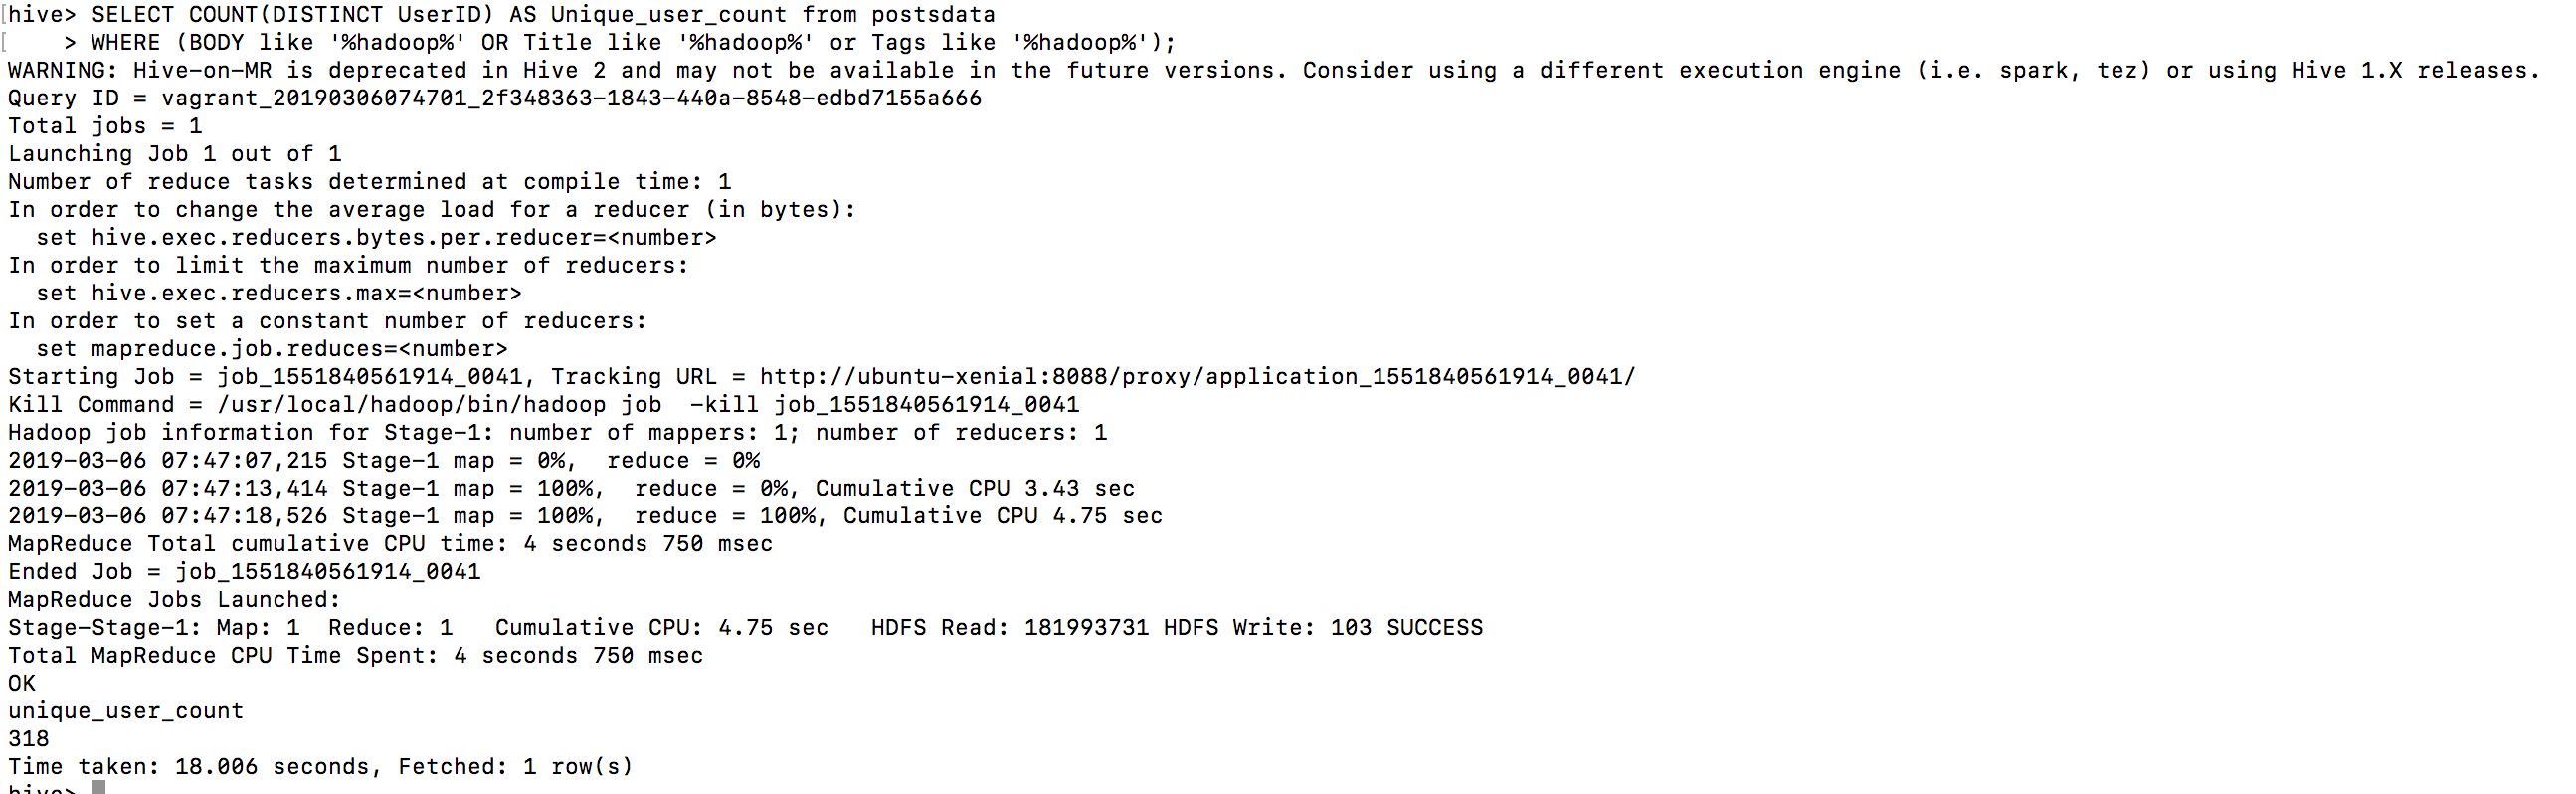 hive> SELECT COUNT(DISTINCT UserID) AS Unique_user_count from postsdata
    > WHERE (BODY like '%hadoop%' OR Title like '%hadoop%' or Tags like '%hadoop%');
WARNING: Hive-on-MR is deprecated in Hive 2 and may not be available in the future versions. Consider using a different execution engine (i.e. spark, tez) or using Hive 1.X releases.
Query ID = vagrant_20190306074701_2f348363-1843-440a-8548-edbd7155a666
Total jobs = 1
Launching Job 1 out of 1
Number of reduce tasks determined at compile time: 1
In order to change the average load for a reducer (in bytes):
  set hive.exec.reducers.bytes.per.reducer=<number>
In order to limit the maximum number of reducers:
  set hive.exec.reducers.max=<number>
In order to set a constant number of reducers:
  set mapreduce.job.reduces=<number>
Starting Job = job_1551840561914_0041, Tracking URL = http://ubuntu-xenial:8088/proxy/application_1551840561914_0041/
Kill Command = /usr/local/hadoop/bin/hadoop job  -kill job_1551840561914_0041
Hadoop job information for Stage-1: number of mappers: 1; number of reducers: 1
2019-03-06 07:47:07,215 Stage-1 map = 0%,  reduce = 0%
2019-03-06 07:47:13,414 Stage-1 map = 100%,  reduce = 0%, Cumulative CPU 3.43 sec
2019-03-06 07:47:18,526 Stage-1 map = 100%,  reduce = 100%, Cumulative CPU 4.75 sec
MapReduce Total cumulative CPU time: 4 seconds 750 msec
Ended Job = job_1551840561914_0041
MapReduce Jobs Launched:
Stage-Stage-1: Map: 1  Reduce: 1   Cumulative CPU: 4.75 sec   HDFS Read: 181993731 HDFS Write: 103 SUCCESS
Total MapReduce CPU Time Spent: 4 seconds 750 msec
OK
unique_user_count
318
Time taken: 18.006 seconds, Fetched: 1 row(s)
hive>